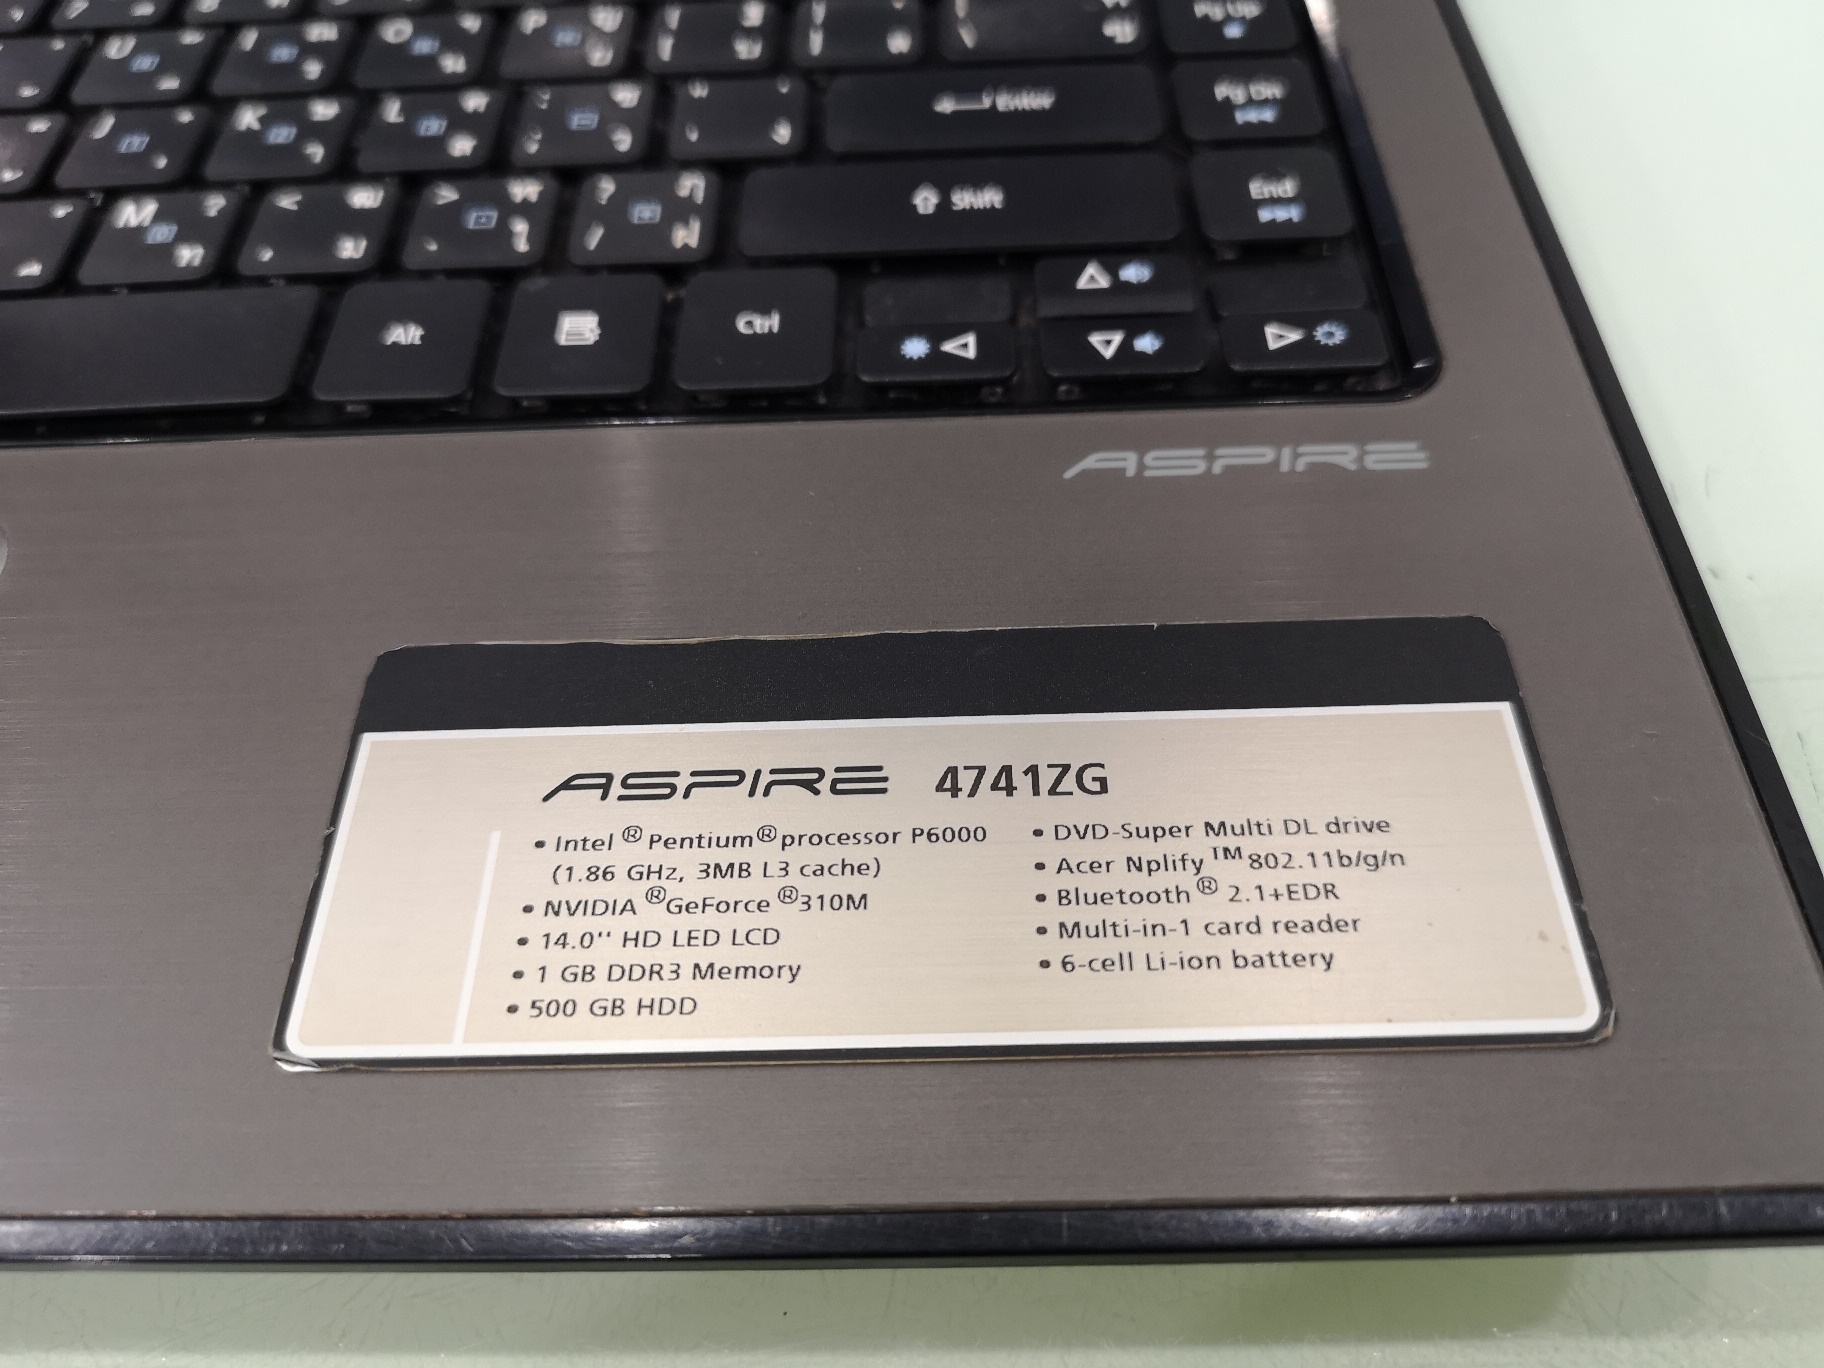 U I O P
Pg Up
J K L
Enter
Pg Dn
M ? < >
? ฦ
/ ฝ
Shift
End
Alt
Ctrl
ASPIRE
ASPIRE 4741ZG
• Intel ® Pentium® processor P6000
(1.86 GHz, 3MB L3 cache)
• NVIDIA ® GeForce ® 310M
• 14.0'' HD LED LCD
• 1 GB DDR3 Memory
• 500 GB HDD
• DVD-Super Multi DL drive
• Acer Nplify™ 802.11b/g/n
• Bluetooth® 2.1+EDR
• Multi-in-1 card reader
• 6-cell Li-ion battery